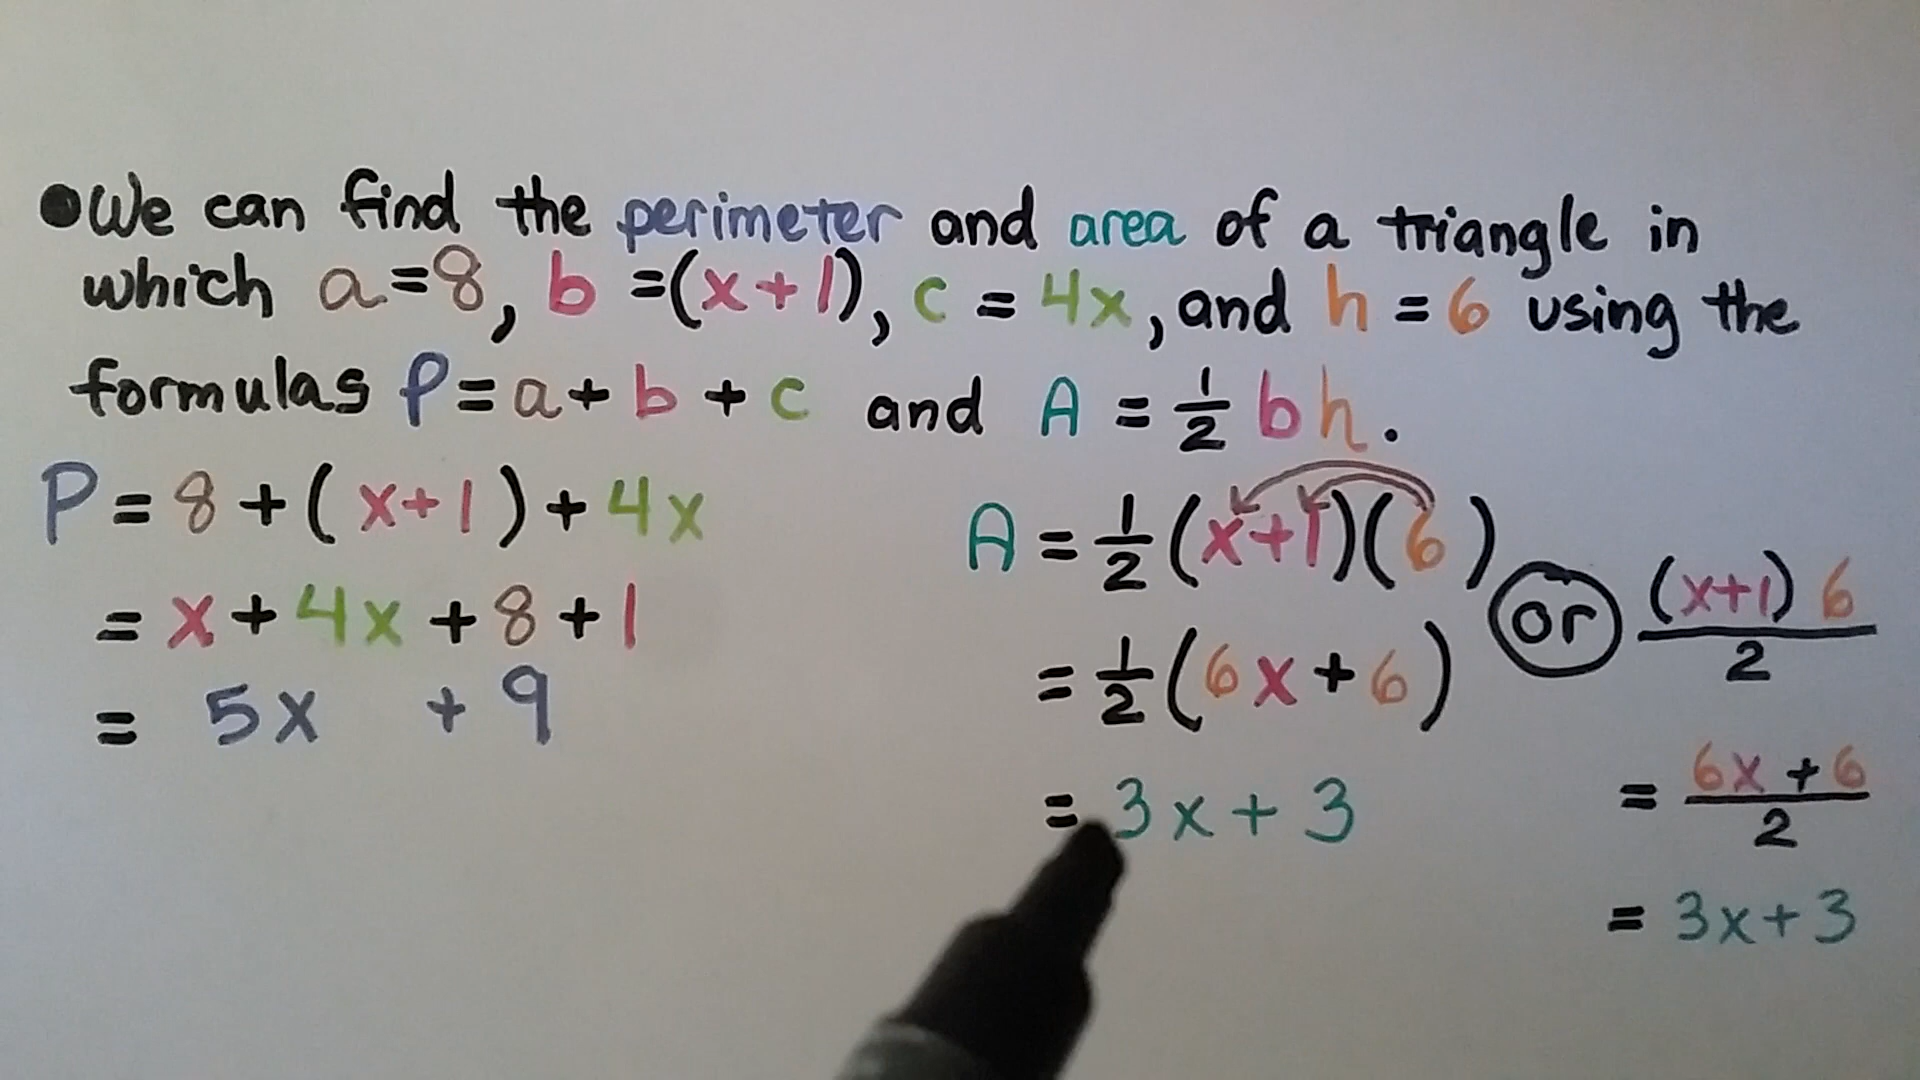 ●We can find the perimeter and area of a triangle in
which a=8, b =(x+1), c = 4x, and h = 6 using the
formulas P=a+b+c and A = 1/2 bh.
P= 8 +(x+1)+4x
= x+4x+8+1
= 5x + 9
A = 1/2(x+1)(6)
= 1/2(6x+6)
= 3x+3
or
(x+1)6/2
= 6x+6/2
= 3x+3